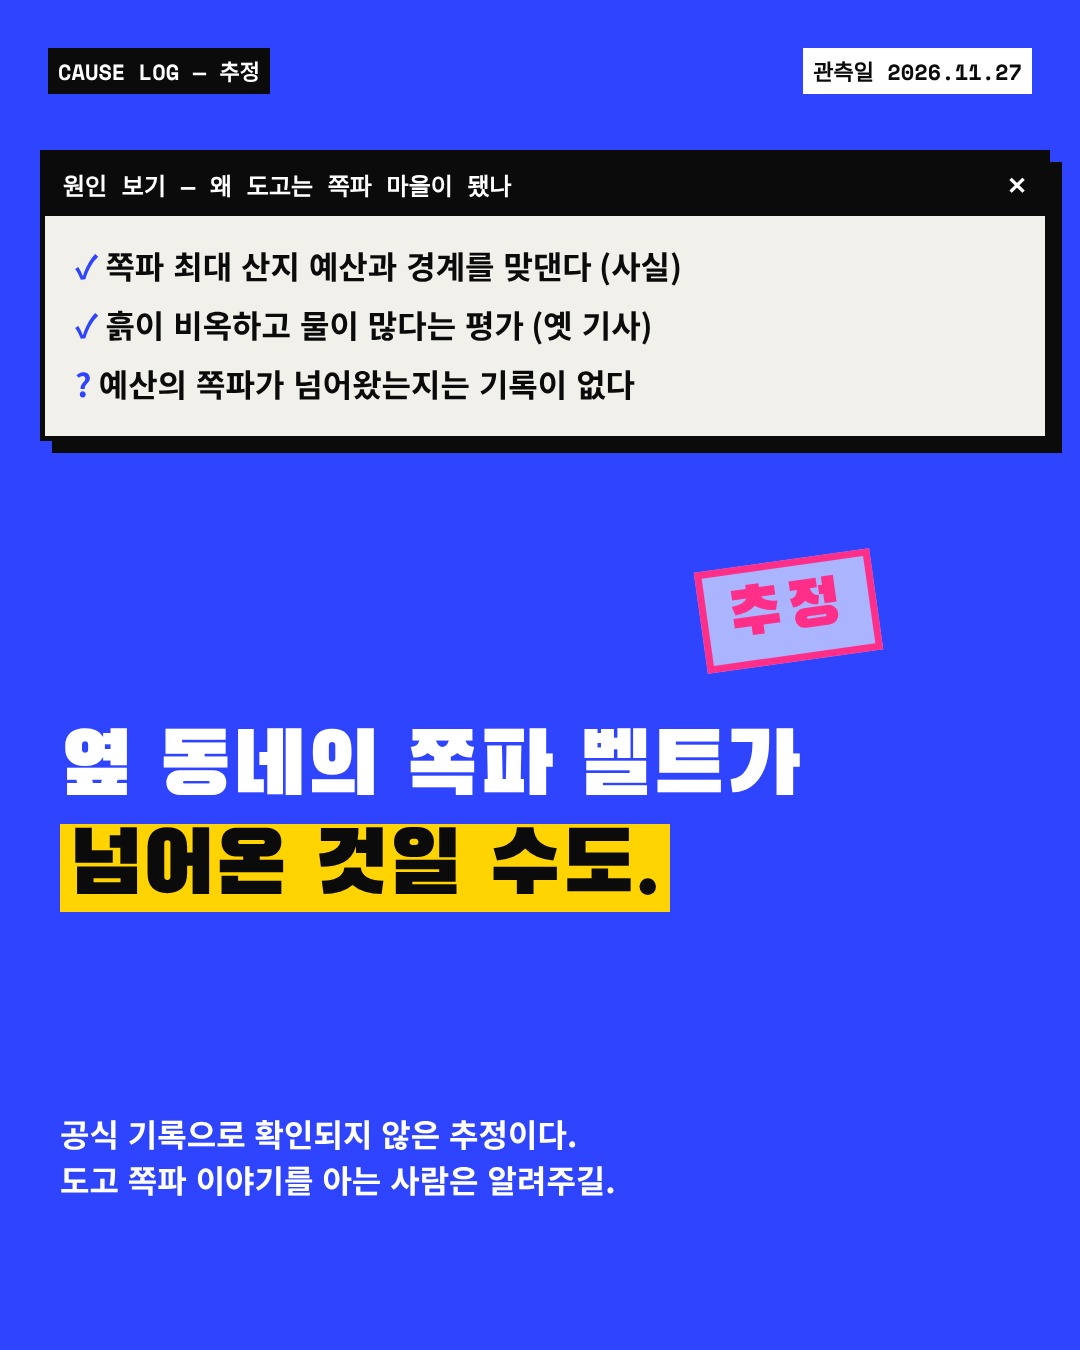 CAUSE LOG — 추정
관측일 2026.11.27
원인 보기 — 왜 도고는 쪽파 마을이 됐나 ✕
✓ 쪽파 최대 산지 예산과 경계를 맞댄다 (사실)
✓ 흙이 비옥하고 물이 많다는 평가 (옛 기사)
? 예산의 쪽파가 넘어왔는지는 기록이 없다
추정
옆 동네의 쪽파 벨트가
넘어온 것일 수도.
공식 기록으로 확인되지 않은 추정이다.
도고 쪽파 이야기를 아는 사람은 알려주길.